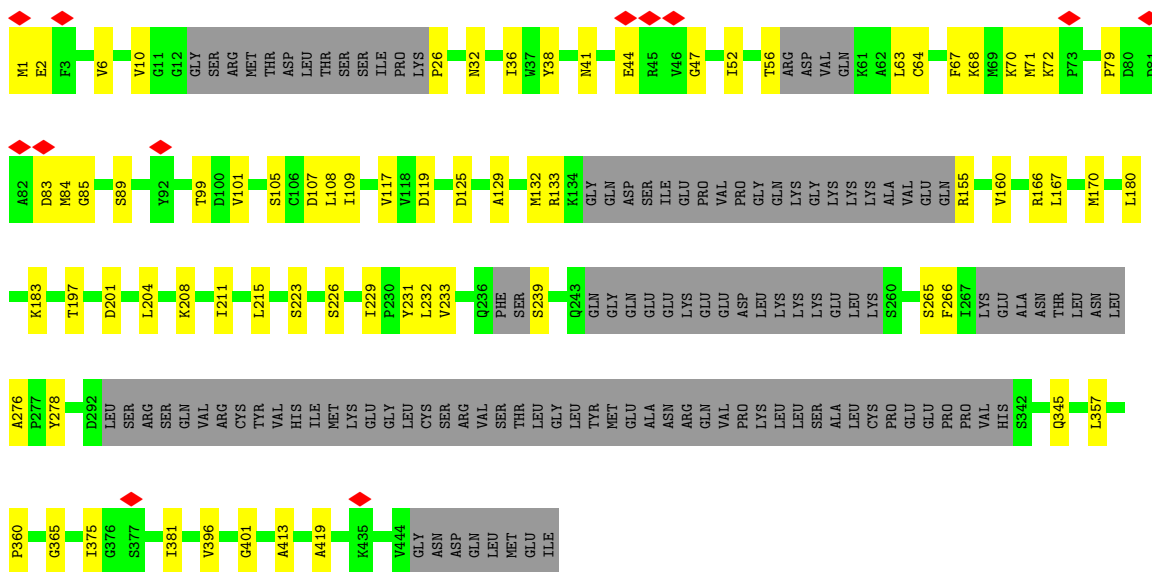 M1 E2 F3 V6 V10 G11 G12 GLY SER ARG MET THR ASP LEU THR SER SER ILE PRO LYS P26 N32 I36 W37 Y38 N41 E44 R45 V46 G47 I52 T56 ARG ASP VAL GLN K61 A62 L63 C64 F67 K68 M69 K70 M71 K72 P73 P79 D80
A82 D83 M84 G85 S89 Y92 T99 D100 V101 S105 C106 D107 L108 I109 V117 V118 D119 D125 A129 M132 R133 K134 GLY GLN ASP SER ILE GLU PRO VAL PRO GLY GLN LYS GLY LYS LYS LYS ALA VAL GLU GLN R155 V160 R166 L167 M170 L180
K183 T197 D201 L204 K208 I211 L215 S223 S226 I229 P230 Y231 L232 V233 Q236 PHE SER S239 Q243 GLN GLY GLN GLU GLU LYS GLU GLU ASP LEU LYS LYS LYS GLU LEU LYS S260 S265 F266 I267 LYS GLU ALA ASN THR LEU ASN LEU
A276 P277 Y278 D292 LEU SER ARG SER GLN VAL ARG CYS TYR VAL HIS ILE MET LYS GLU GLY LEU CYS SER ARG VAL SER THR LEU GLY LEU TYR MET GLU ALA ASN ARG GLN VAL PRO LYS LEU LEU SER ALA LEU CYS PRO GLU GLU PRO PRO VAL HIS S342 Q345 L357
P360 G365 I375 G376 S377 I381 V396 G401 A413 A419 K435 V444 GLY ASN ASP GLN LEU MET GLU ILE